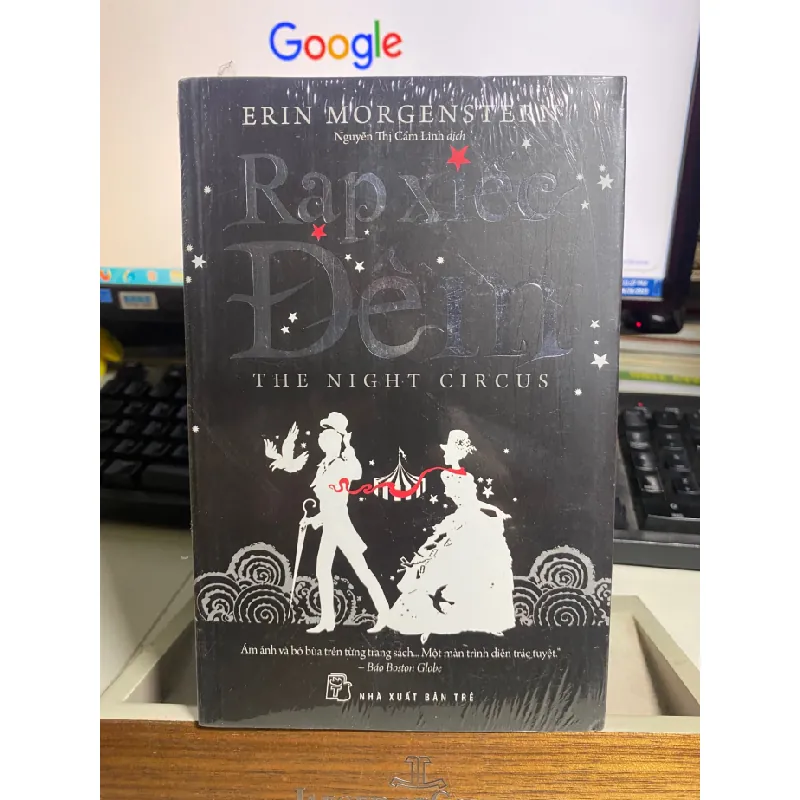 Google
ERIN MORGENSTERN
Nguyễn Thị Cẩm Linh dịch
Rạp xiếc
Đêm
THE NIGHT CIRCUS
Ám ảnh và bỏ bùa trên từng trang sách... Một màn trình diễn trác tuyệt."
– Báo Boston Globe
NHÀ XUẤT BẢN TRẺ